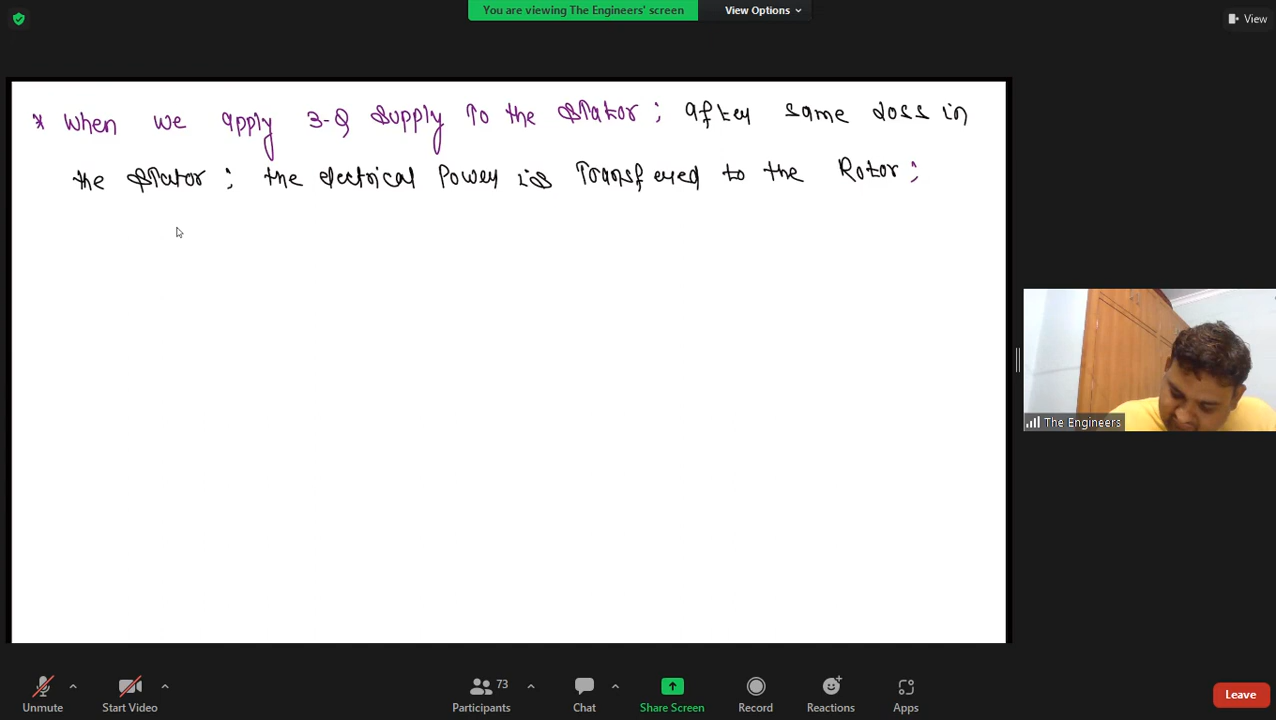 You are viewing The Engineers' screen
View Options
View
* When we apply 3-Φ Supply To the Stator ; after some loss in
the Stator ; the electrical Power is Transfered to the Rotor ;
The Engineers
Unmute
Start Video
73
Participants
Chat
Share Screen
Record
Reactions
Apps
Leave